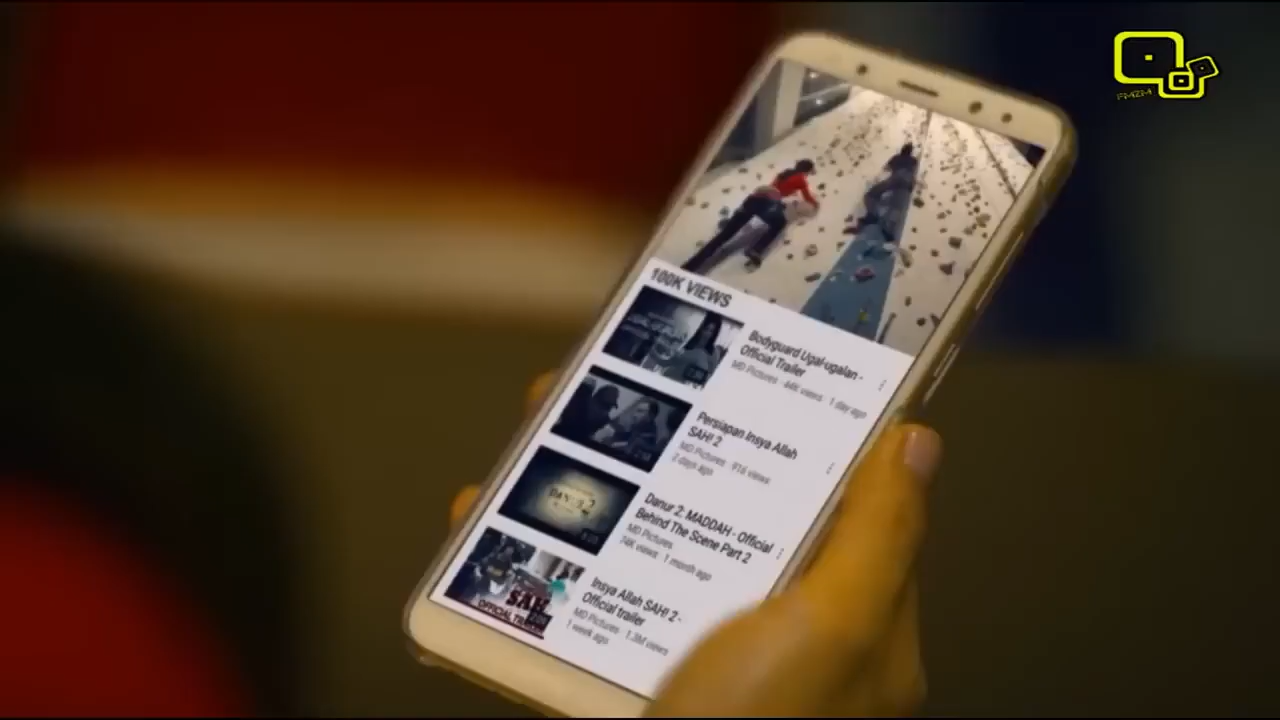 FMZM
100K VIEWS
Bodyguard Ugal-ugalan -
Official Trailer
MD Pictures · 44K views · 1 day ago
Persiapan Insya Allah
SAH! 2
MD Pictures · 916 views
2 days ago
DANUR 2
Danur 2: MADDAH - Official
Behind The Scene Part 2
MD Pictures
74K views · 1 month ago
SAH
OFFICIAL TRAILER
Insya Allah SAH! 2 -
Official trailer
MD Pictures · 1.3M views
1 week ago